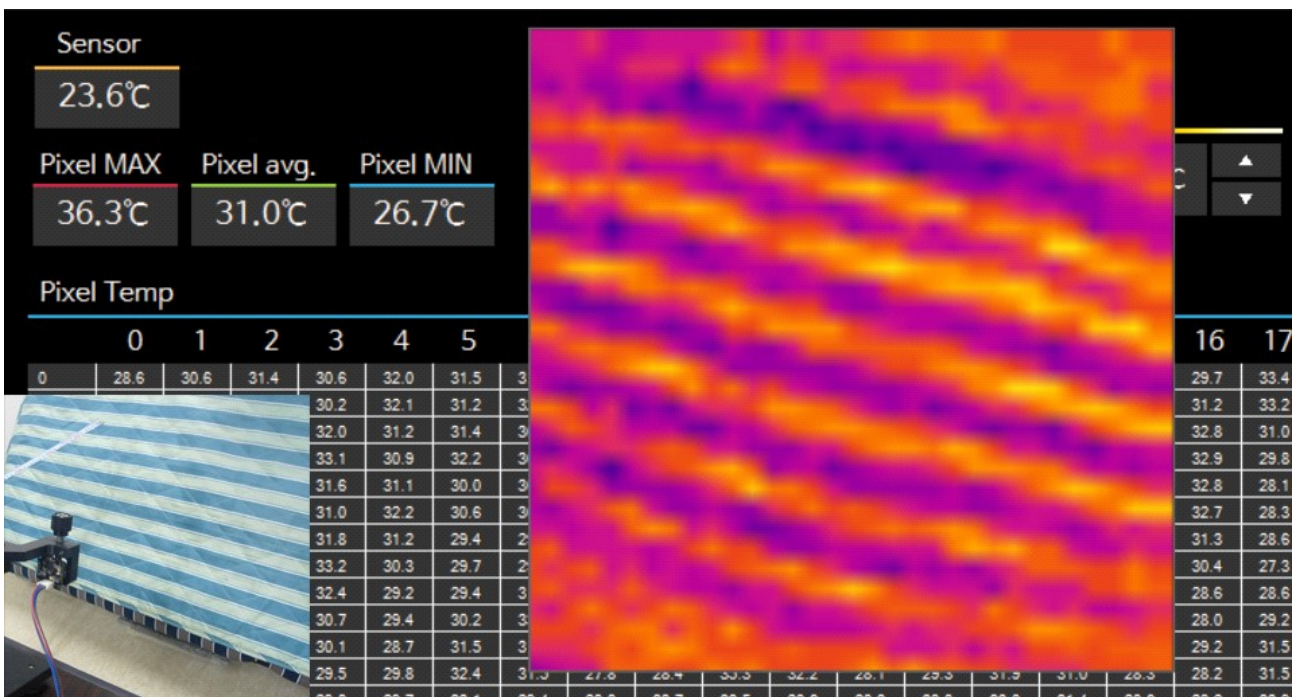 Sensor
23.6℃
Pixel MAX Pixel avg. Pixel MIN
36.3℃ 31.0℃ 26.7℃
Pixel Temp
0 1 2 3 4 5 16 17
0 28.6 30.6 31.4 30.6 32.0 31.5 29.7 33.4
30.2 32.1 31.2 31.2 33.2
32.0 31.2 31.4 32.8 31.0
33.1 30.9 32.2 32.9 29.8
31.6 31.1 30.0 32.8 28.1
31.0 32.2 30.6 32.7 28.3
31.8 31.2 29.4 31.3 28.6
33.2 30.3 29.7 30.4 27.3
32.4 29.2 29.4 28.6 28.6
30.7 29.4 30.2 28.0 29.2
30.1 28.7 31.5 29.2 31.5
29.5 29.8 32.4 28.2 31.5